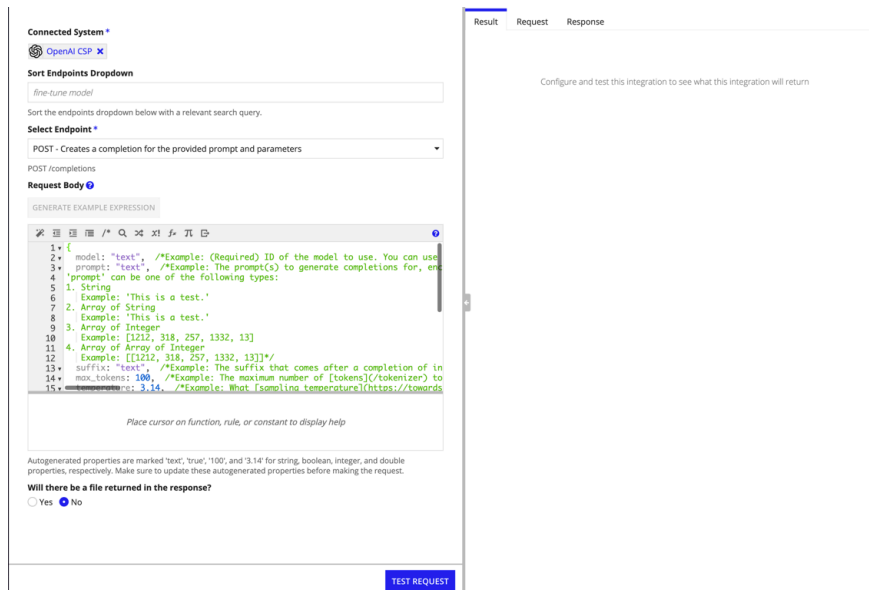 Result Request Response
Connected System *
OpenAI CSP ×
Sort Endpoints Dropdown
fine-tune model
Configure and test this integration to see what this integration will return
Sort the endpoints dropdown below with a relevant search query.
Select Endpoint *
POST - Creates a completion for the provided prompt and parameters
POST /completions
Request Body ?
GENERATE EXAMPLE EXPRESSION
1 {
2 model: "text", /*Example: (Required) ID of the model to use. You can use
3 prompt: "text", /*Example: The prompt(s) to generate completions for, enc
4 'prompt' can be one of the following types:
5 1. String
6 Example: 'This is a test.'
7 2. Array of String
8 Example: 'This is a test.'
9 3. Array of Integer
10 Example: [1212, 318, 257, 1332, 13]
11 4. Array of Array of Integer
12 Example: [[1212, 318, 257, 1332, 13]]*/
13 suffix: "text", /*Example: The suffix that comes after a completion of in
14 max_tokens: 100, /*Example: The maximum number of [tokens](/tokenizer) to
15 temperature: 3.14, /*Example: What [sampling temperature](https://towards
Place cursor on function, rule, or constant to display help
Autogenerated properties are marked 'text', 'true', '100', and '3.14' for string, boolean, integer, and double
properties, respectively. Make sure to update these autogenerated properties before making the request.
Will there be a file returned in the response?
Yes No
TEST REQUEST